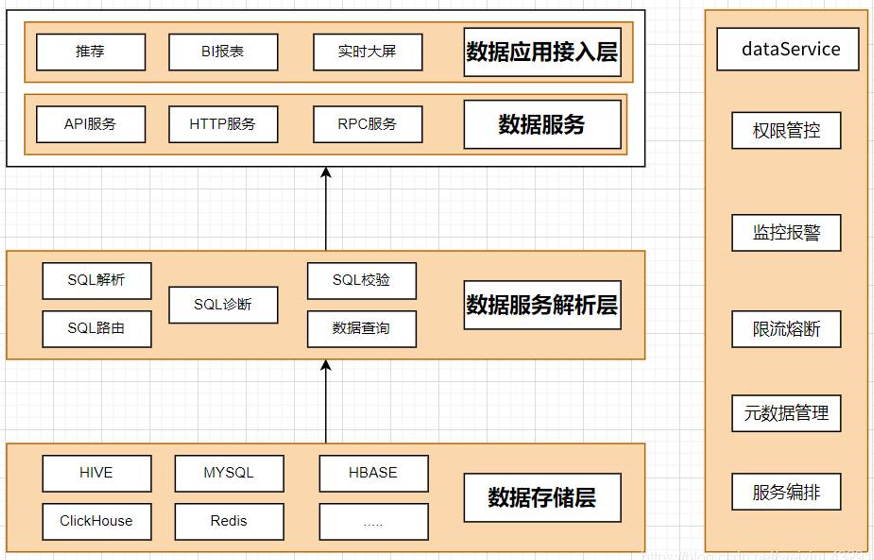 推荐
BI报表
实时大屏
数据应用接入层
API服务
HTTP服务
RPC服务
数据服务
SQL解析
SQL诊断
SQL校验
SQL路由
数据查询
数据服务解析层
HIVE
MYSQL
HBASE
ClickHouse
Redis
.....
数据存储层
dataService
权限管控
监控报警
限流熔断
元数据管理
服务编排